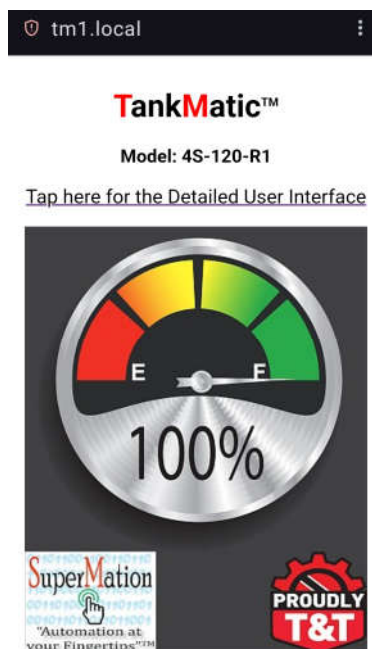 tm1.local
TankMatic™
Model: 4S-120-R1
Tap here for the Detailed User Interface
E F
100%
SuperMation
"Automation at
your Fingertips"™
PROUDLY
T&T